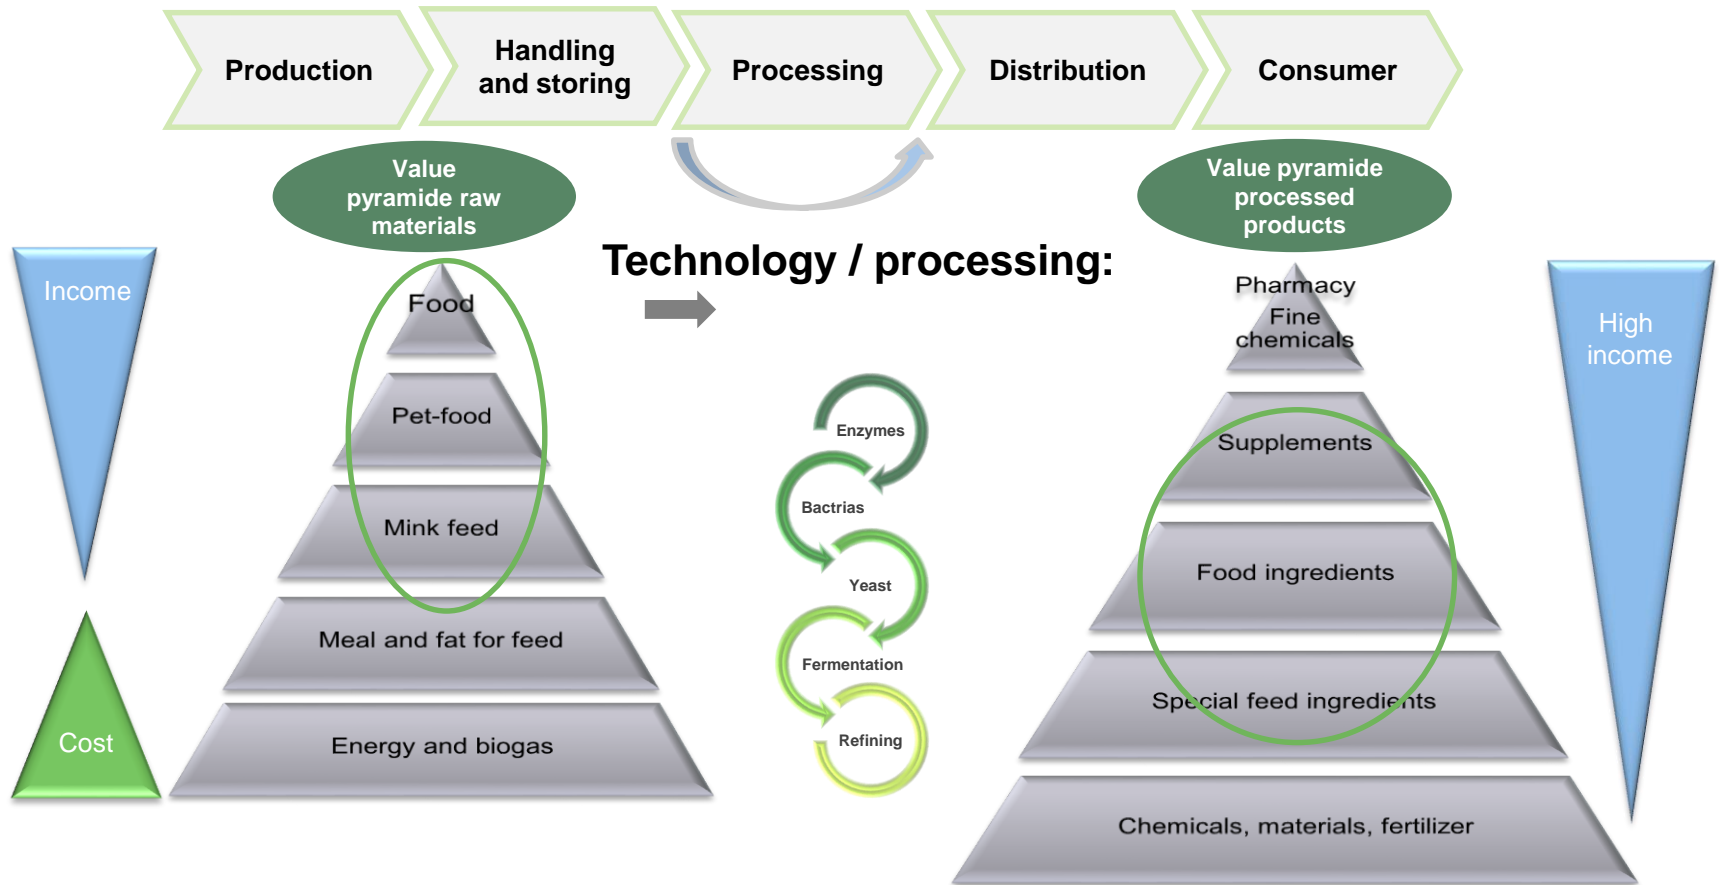 Production
Handling
and storing
Processing
Distribution
Consumer
Value
pyramide raw
materials
Value pyramide
processed
products
Technology / processing:
Income
Cost
Food
Pet-food
Mink feed
Meal and fat for feed
Energy and biogas
Enzymes
Bactrias
Yeast
Fermentation
Refining
Pharmacy
Fine
chemicals
Supplements
Food ingredients
Special feed ingredients
Chemicals, materials, fertilizer
High
income